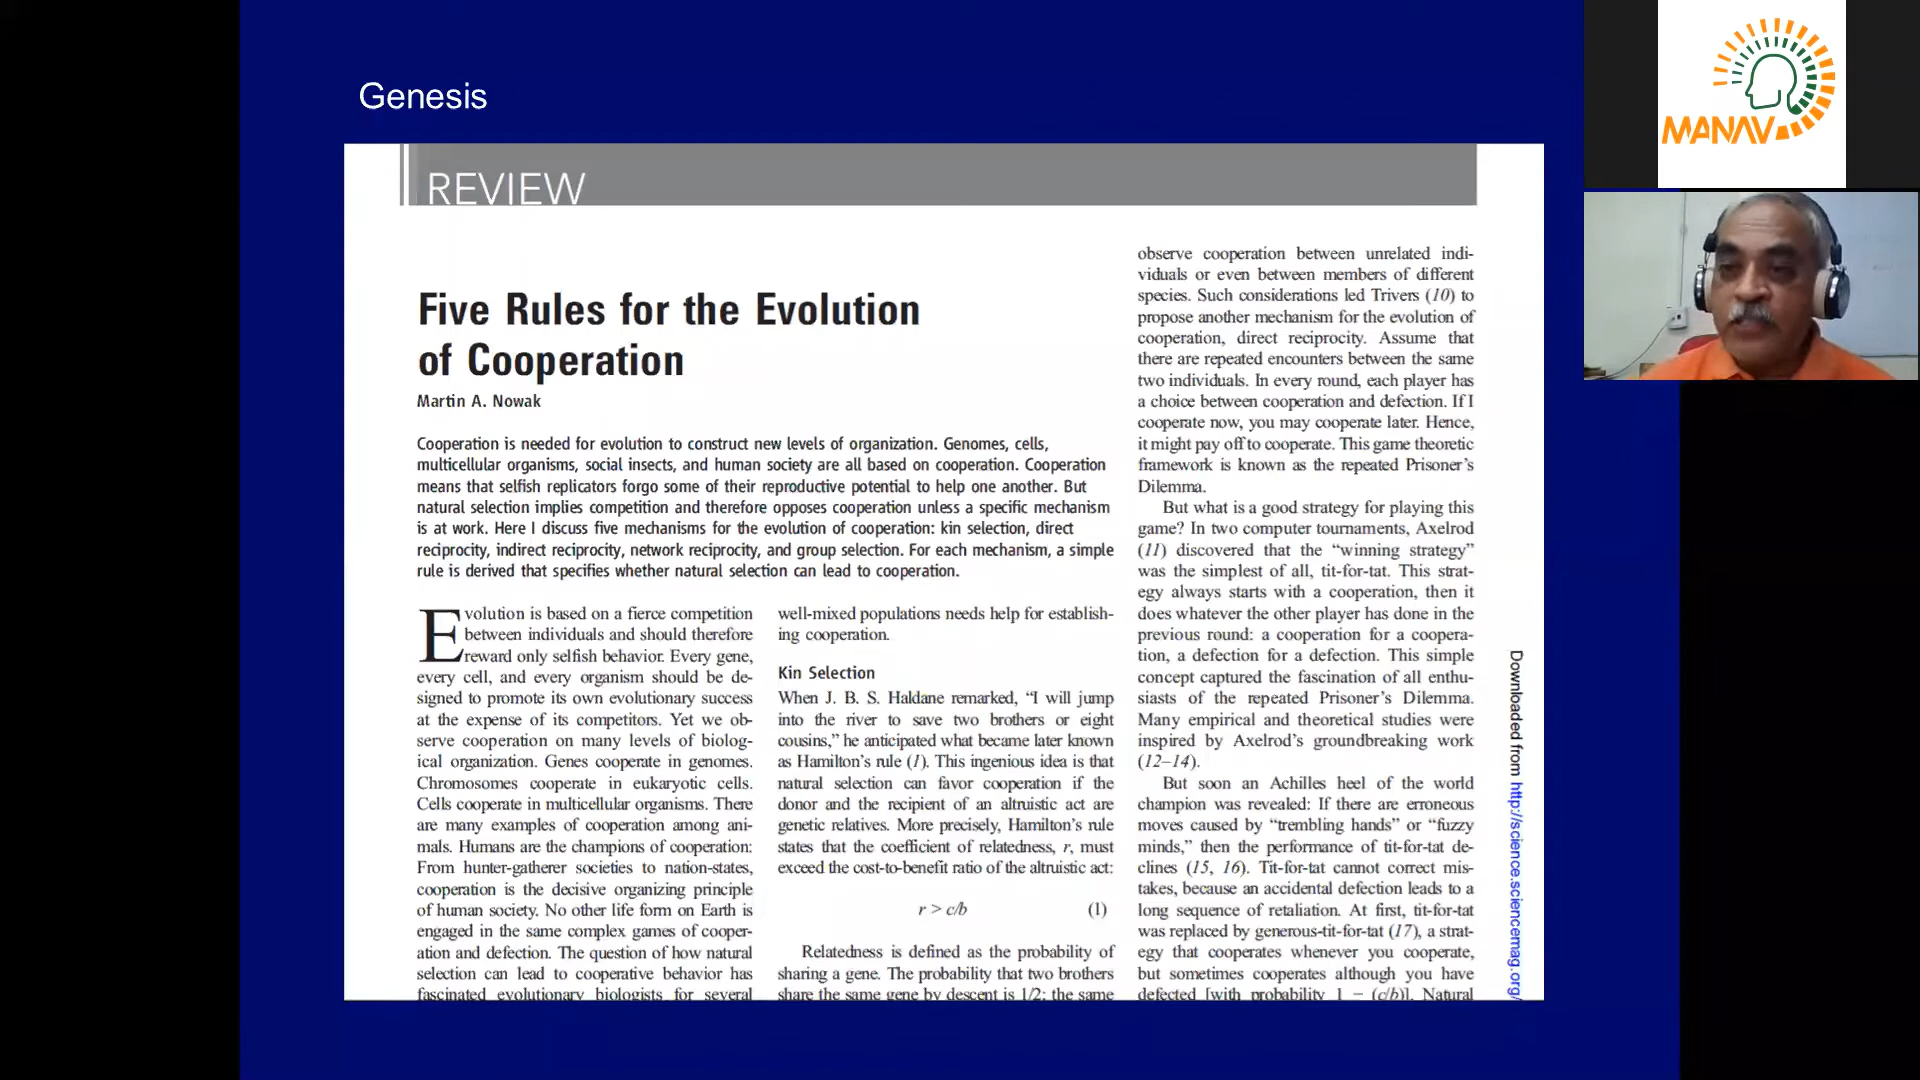 Genesis
MANAV
REVIEW
Five Rules for the Evolution
of Cooperation
Martin A. Nowak
Cooperation is needed for evolution to construct new levels of organization. Genomes, cells,
multicellular organisms, social insects, and human society are all based on cooperation. Cooperation
means that selfish replicators forgo some of their reproductive potential to help one another. But
natural selection implies competition and therefore opposes cooperation unless a specific mechanism
is at work. Here I discuss five mechanisms for the evolution of cooperation: kin selection, direct
reciprocity, indirect reciprocity, network reciprocity, and group selection. For each mechanism, a simple
rule is derived that specifies whether natural selection can lead to cooperation.
Evolution is based on a fierce competition
between individuals and should therefore
reward only selfish behavior. Every gene,
every cell, and every organism should be de-
signed to promote its own evolutionary success
at the expense of its competitors. Yet we ob-
serve cooperation on many levels of biolog-
ical organization. Genes cooperate in genomes.
Chromosomes cooperate in eukaryotic cells.
Cells cooperate in multicellular organisms. There
are many examples of cooperation among ani-
mals. Humans are the champions of cooperation:
From hunter-gatherer societies to nation-states,
cooperation is the decisive organizing principle
of human society. No other life form on Earth is
engaged in the same complex games of cooper-
ation and defection. The question of how natural
selection can lead to cooperative behavior has
fascinated evolutionary biologists for several
well-mixed populations needs help for establish-
ing cooperation.
Kin Selection
When J. B. S. Haldane remarked, “I will jump
into the river to save two brothers or eight
cousins,” he anticipated what became later known
as Hamilton’s rule (1). This ingenious idea is that
natural selection can favor cooperation if the
donor and the recipient of an altruistic act are
genetic relatives. More precisely, Hamilton’s rule
states that the coefficient of relatedness, r, must
exceed the cost-to-benefit ratio of the altruistic act:
r > c/b (1)
Relatedness is defined as the probability of
sharing a gene. The probability that two brothers
share the same gene by descent is 1/2; the same
observe cooperation between unrelated indi-
viduals or even between members of different
species. Such considerations led Trivers (10) to
propose another mechanism for the evolution of
cooperation, direct reciprocity. Assume that
there are repeated encounters between the same
two individuals. In every round, each player has
a choice between cooperation and defection. If I
cooperate now, you may cooperate later. Hence,
it might pay off to cooperate. This game theoretic
framework is known as the repeated Prisoner’s
Dilemma.
But what is a good strategy for playing this
game? In two computer tournaments, Axelrod
(11) discovered that the “winning strategy”
was the simplest of all, tit-for-tat. This strat-
egy always starts with a cooperation, then it
does whatever the other player has done in the
previous round: a cooperation for a coopera-
tion, a defection for a defection. This simple
concept captured the fascination of all enthu-
siasts of the repeated Prisoner’s Dilemma.
Many empirical and theoretical studies were
inspired by Axelrod’s groundbreaking work
(12–14).
But soon an Achilles heel of the world
champion was revealed: If there are erroneous
moves caused by “trembling hands” or “fuzzy
minds,” then the performance of tit-for-tat de-
clines (15, 16). Tit-for-tat cannot correct mis-
takes, because an accidental defection leads to a
long sequence of retaliation. At first, tit-for-tat
was replaced by generous-tit-for-tat (17), a strat-
egy that cooperates whenever you cooperate,
but sometimes cooperates although you have
defected [with probability 1 − (c/b)]. Natural
Downloaded from http://science.sciencemag.org/